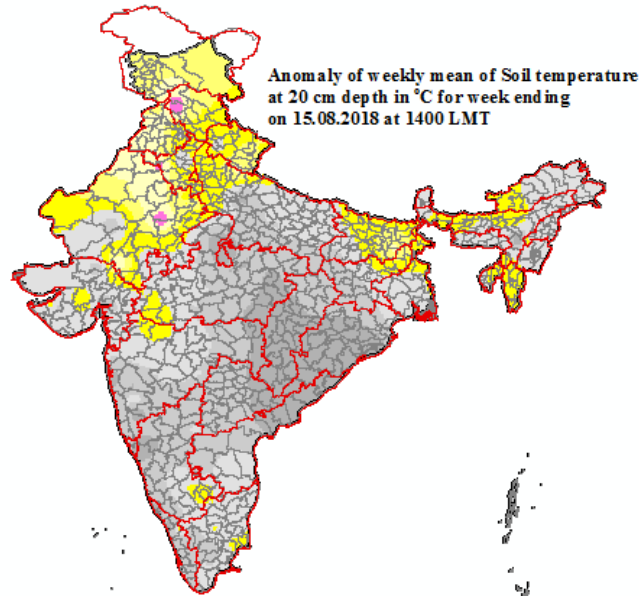 Anomaly of weekly mean of Soil temperature
at 20 cm depth in °C for week ending
on 15.08.2018 at 1400 LMT